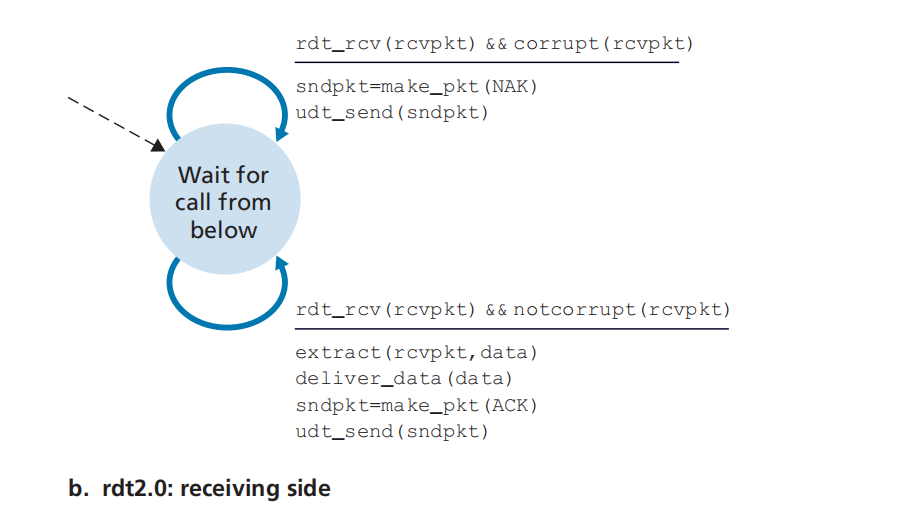 rdt_rcv(rcvpkt) && corrupt(rcvpkt)
sndpkt=make_pkt(NAK)
udt_send(sndpkt)
Wait for
call from
below
rdt_rcv(rcvpkt) && notcorrupt(rcvpkt)
extract(rcvpkt,data)
deliver_data(data)
sndpkt=make_pkt(ACK)
udt_send(sndpkt)
b. rdt2.0: receiving side